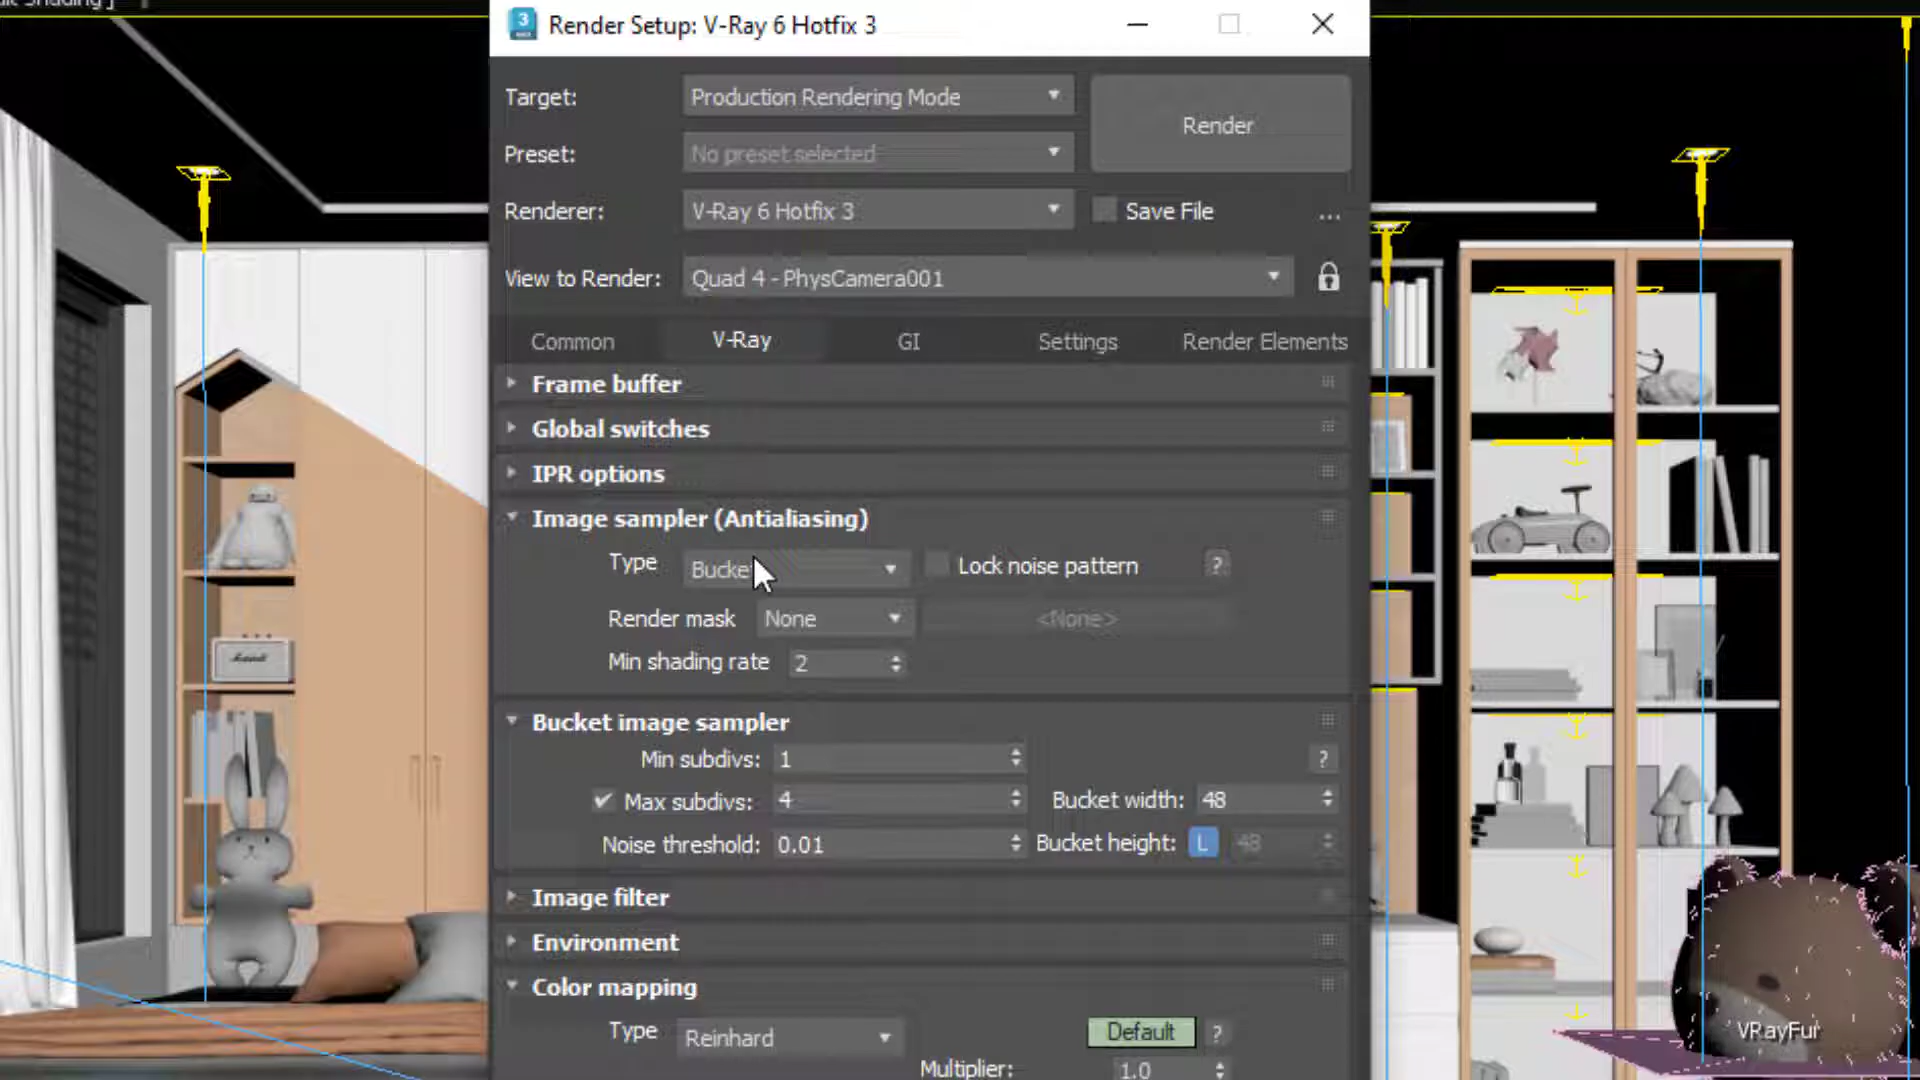 Shading ]
Render Setup: V-Ray 6 Hotfix 3
Target: Production Rendering Mode
Render
Preset: No preset selected
Renderer: V-Ray 6 Hotfix 3 Save File ...
View to Render: Quad 4 - PhysCamera001
Common V-Ray GI Settings Render Elements
Frame buffer
Global switches
IPR options
Image sampler (Antialiasing)
Type Bucket Lock noise pattern ?
Render mask None <None>
Min shading rate 2
Bucket image sampler
Min subdivs: 1 ?
Max subdivs: 4 Bucket width: 48
Noise threshold: 0.01 Bucket height: L 48
Image filter
Environment
Color mapping
Type Reinhard Default ?
Multiplier: 1.0
VRayFur